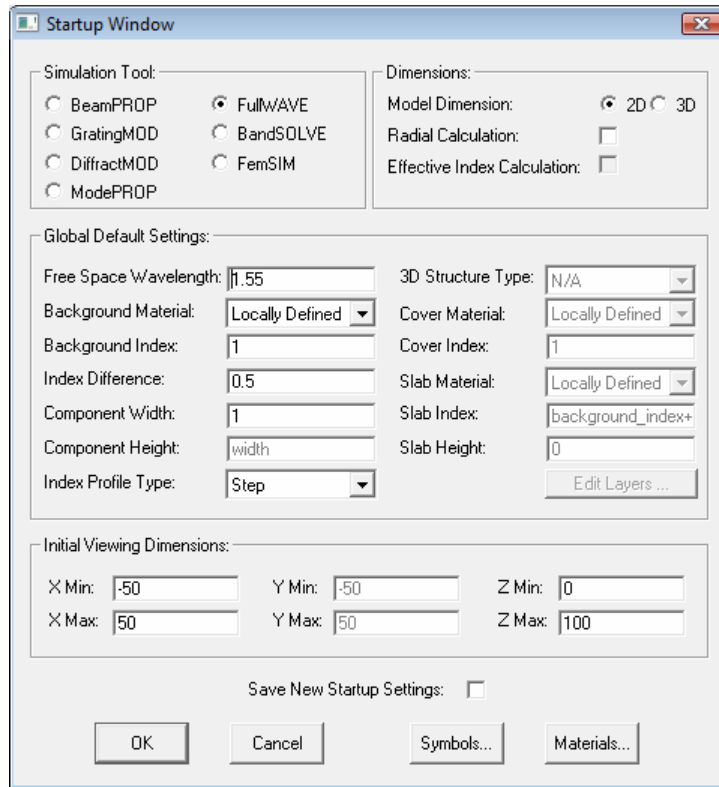 Startup Window
Simulation Tool:
BeamPROP FullWAVE
GratingMOD BandSOLVE
DiffractMOD FemSIM
ModePROP
Dimensions:
Model Dimension: 2D 3D
Radial Calculation:
Effective Index Calculation:
Global Default Settings:
Free Space Wavelength: 1.55 3D Structure Type: N/A
Background Material: Locally Defined Cover Material: Locally Defined
Background Index: 1 Cover Index: 1
Index Difference: 0.5 Slab Material: Locally Defined
Component Width: 1 Slab Index: background_index+
Component Height: width Slab Height: 0
Index Profile Type: Step Edit Layers ...
Initial Viewing Dimensions:
X Min: -50 Y Min: -50 Z Min: 0
X Max: 50 Y Max: 50 Z Max: 100
Save New Startup Settings:
OK Cancel Symbols... Materials...